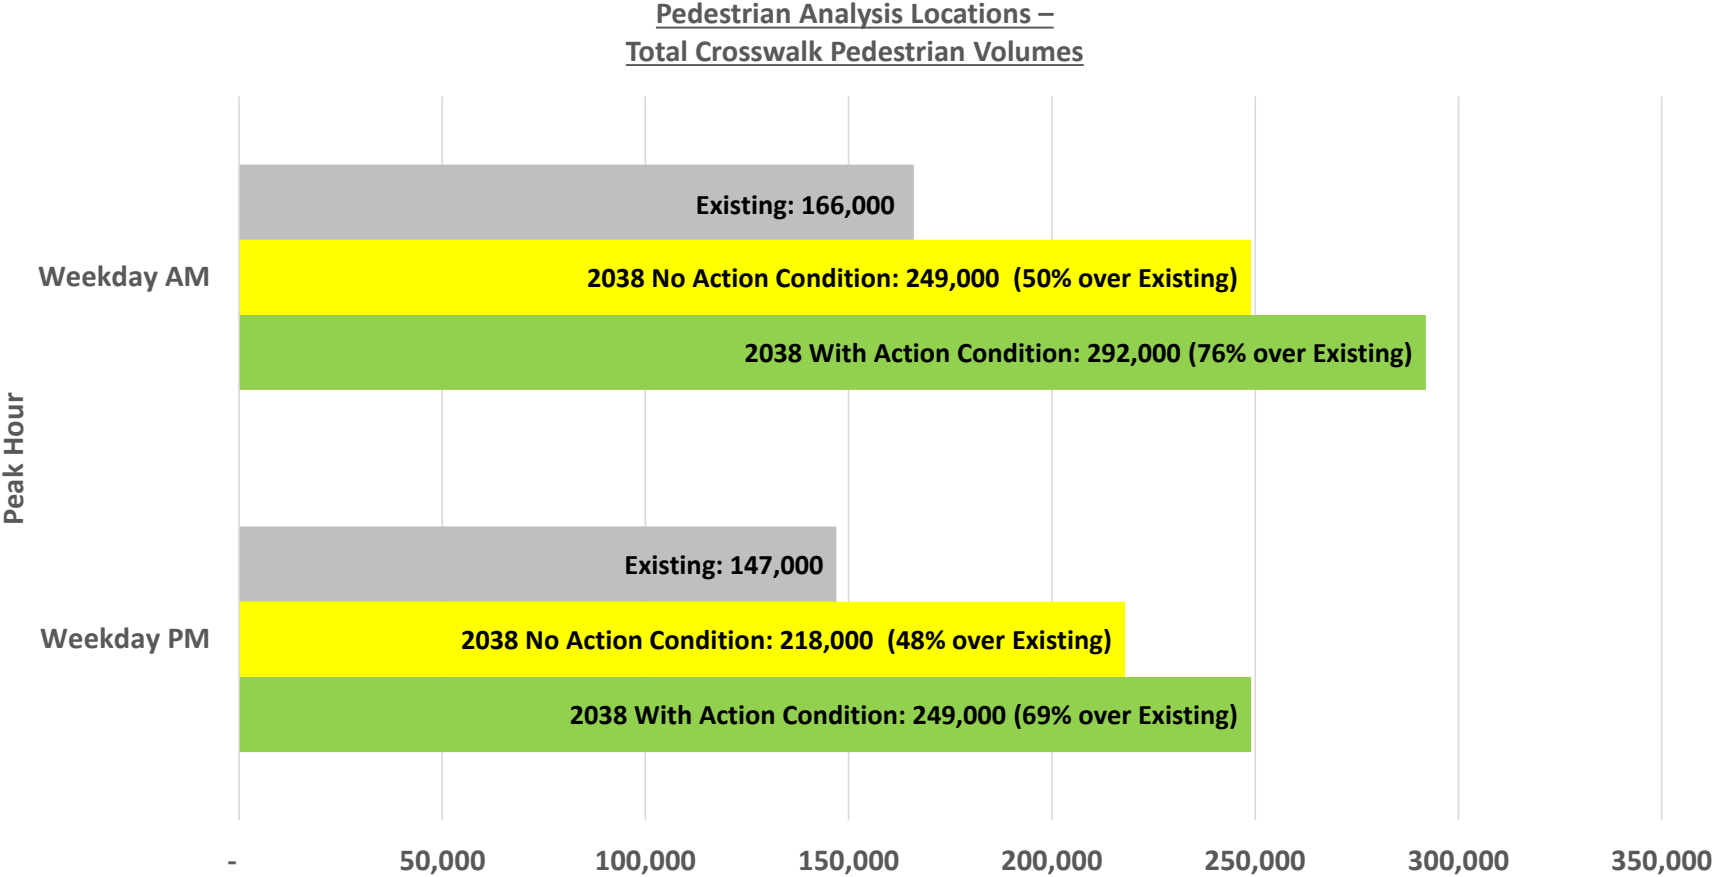 Pedestrian Analysis Locations –
Total Crosswalk Pedestrian Volumes
Peak Hour
Weekday AM
Existing: 166,000
2038 No Action Condition: 249,000  (50% over Existing)
2038 With Action Condition: 292,000 (76% over Existing)
Weekday PM
Existing: 147,000
2038 No Action Condition: 218,000  (48% over Existing)
2038 With Action Condition: 249,000 (69% over Existing)
- 50,000 100,000 150,000 200,000 250,000 300,000 350,000